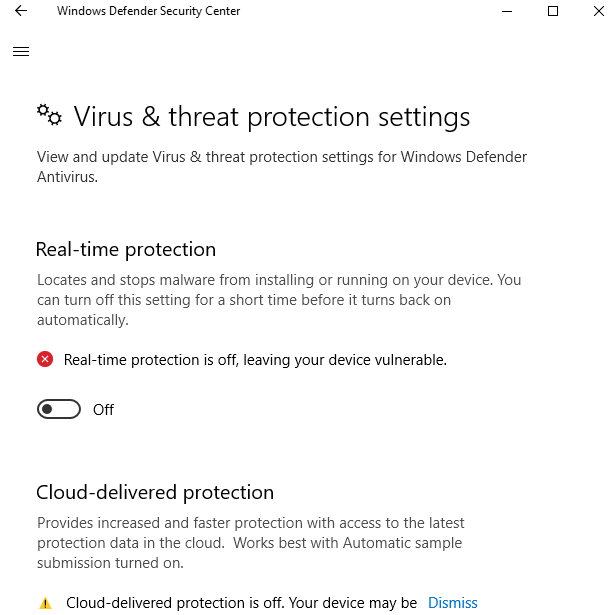 Windows Defender Security Center
Virus & threat protection settings
View and update Virus & threat protection settings for Windows Defender
Antivirus.
Real-time protection
Locates and stops malware from installing or running on your device. You
can turn off this setting for a short time before it turns back on
automatically.
Real-time protection is off, leaving your device vulnerable.
Off
Cloud-delivered protection
Provides increased and faster protection with access to the latest
protection data in the cloud.  Works best with Automatic sample
submission turned on.
Cloud-delivered protection is off. Your device may be Dismiss